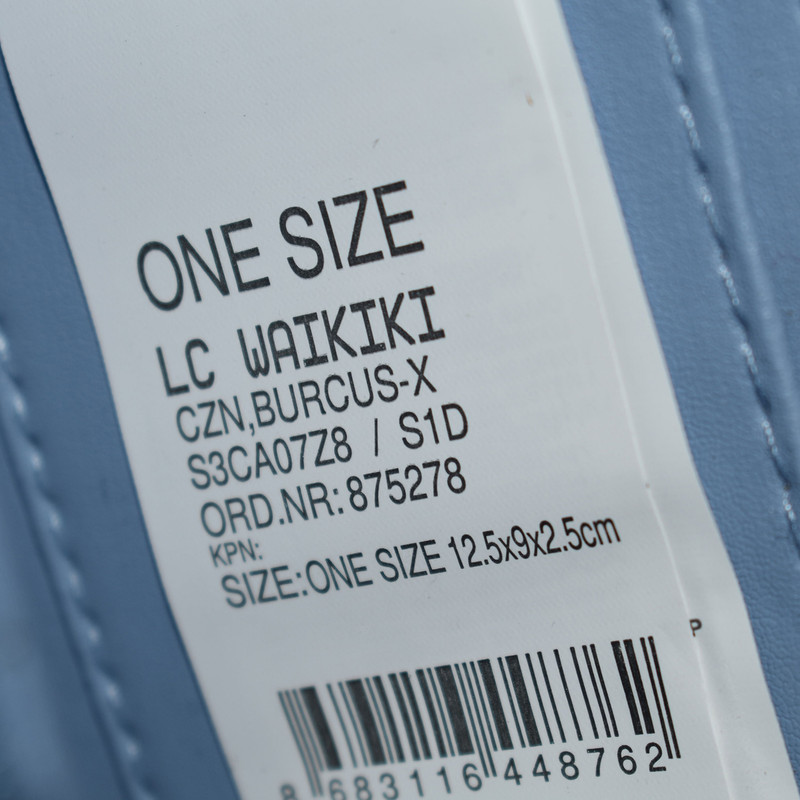 ONE SIZE
LC WAIKIKI
CZN,BURCUS-X
S3CA07Z8 / S1D
ORD.NR:875278
KPN:
SIZE:ONE SIZE 12.5x9x2.5cm
P
8 683116 448762